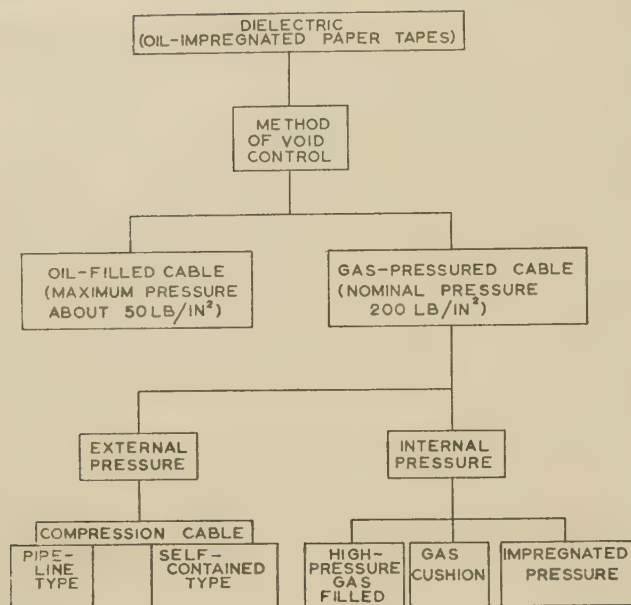 DIELECTRIC
(OIL-IMPREGNATED PAPER TAPES)
METHOD
OF VOID
CONTROL
OIL-FILLED CABLE
(MAXIMUM PRESSURE
ABOUT 50 LB/IN²)
GAS-PRESSURED CABLE
(NOMINAL PRESSURE
200 LB/IN²)
EXTERNAL
PRESSURE
INTERNAL
PRESSURE
COMPRESSION CABLE
PIPE-
LINE
TYPE
SELF-
CONTAINED
TYPE
HIGH-
PRESSURE
GAS
FILLED
GAS
CUSHION
IMPREGNATED
PRESSURE